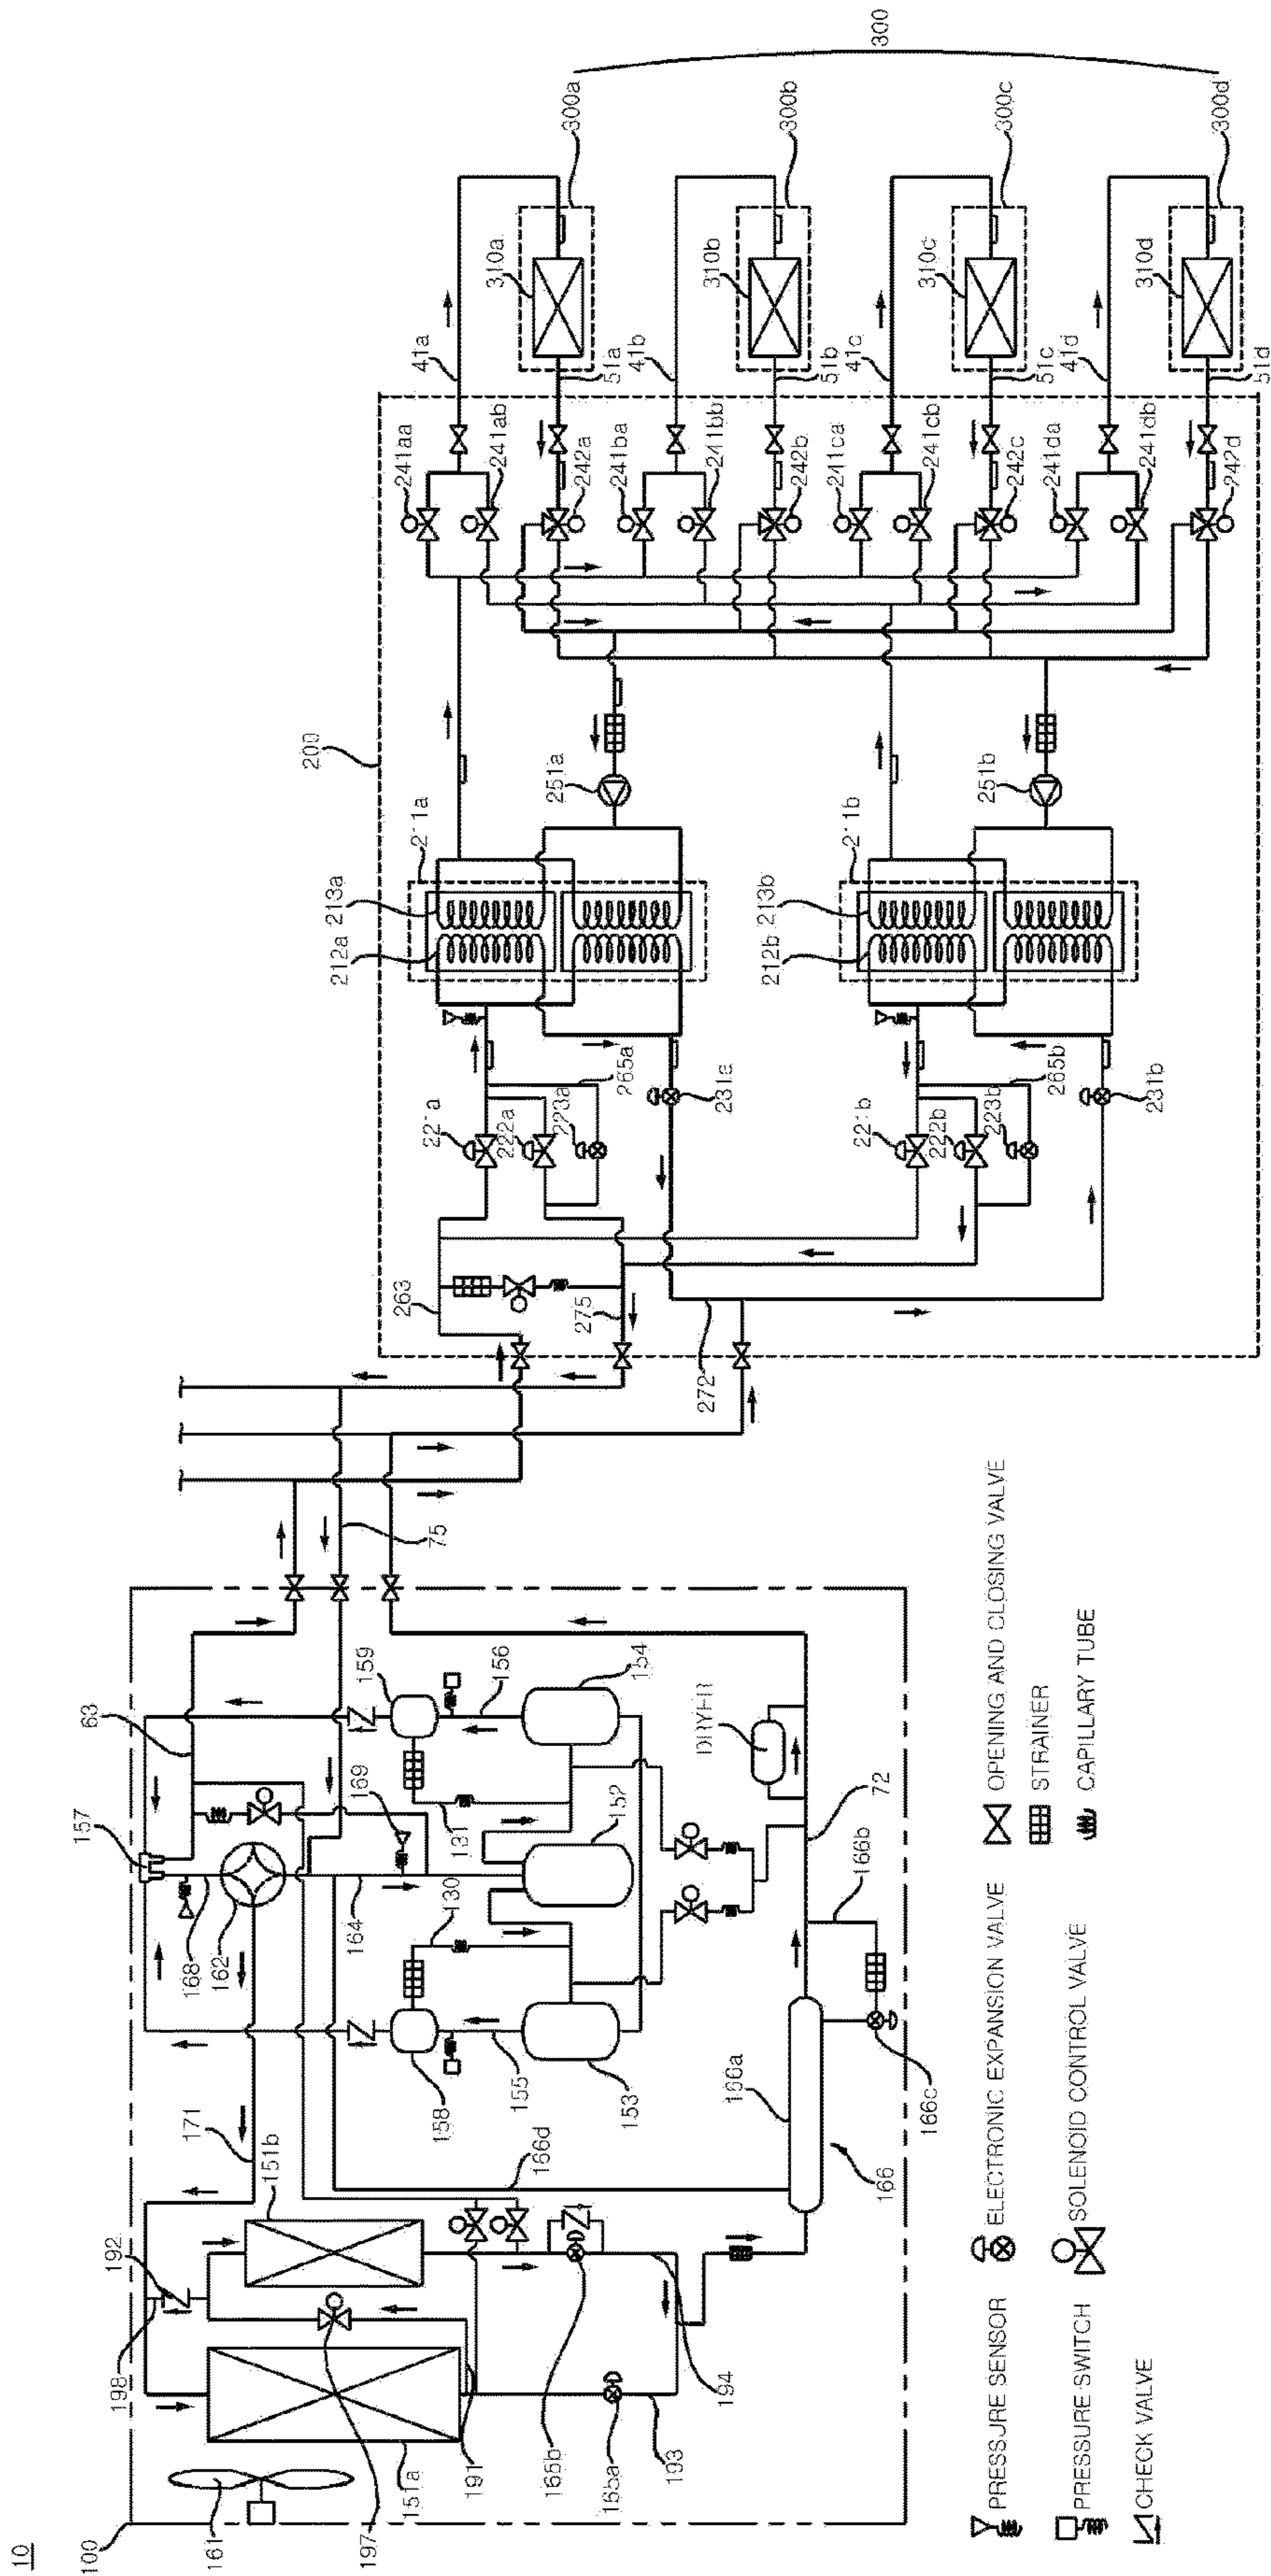 10
100
161
151a
197
198
192
151b
171
191
165b
165a
193
194
166d
166
166a
166c
166b
72
DRYER
168
162
157
63
164
169
130
131
158
155
153
152
159
156
154
75
200
263
275
272
221a
222a
223a
265a
231a
212a
213a
211a
251a
221b
222b
223b
265b
231b
212b
213b
211b
251b
241aa
241ab
242a
241ba
241bb
242b
241ca
241cb
242c
241da
241db
242d
41a
51a
41b
51b
41c
51c
41d
51d
310a
310b
310c
310d
300a
300b
300c
300d
300
PRESSURE SENSOR
ELECTRONIC EXPANSION VALVE
OPENING AND CLOSING VALVE
STRAINER
PRESSURE SWITCH
SOLENOID CONTROL VALVE
CAPILLARY TUBE
CHECK VALVE